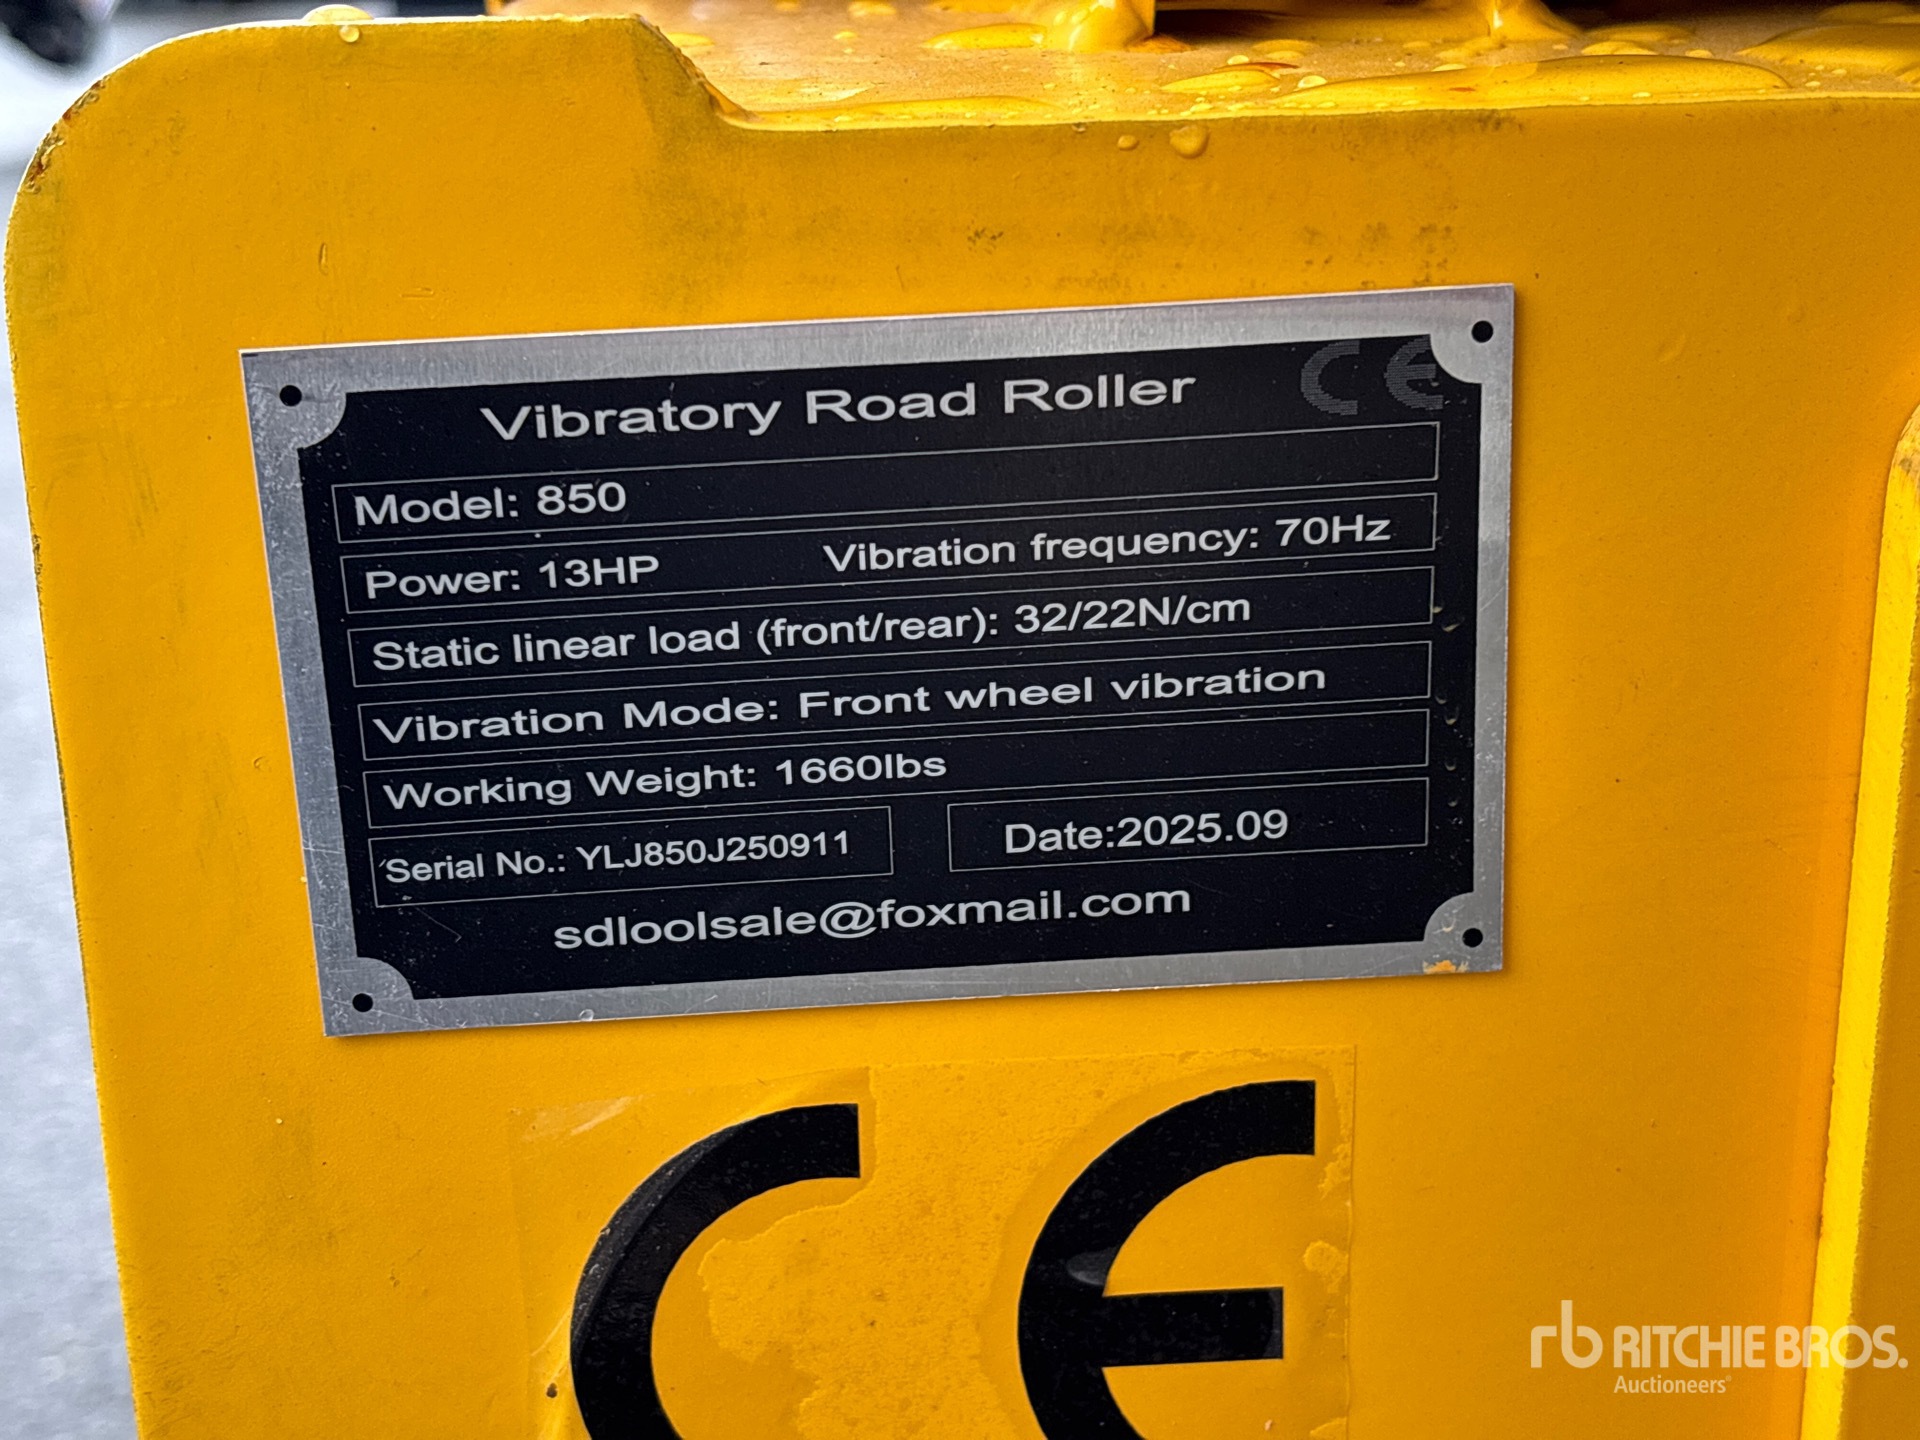 Vibratory Road Roller CE
Model: 850
Power: 13HP Vibration frequency: 70Hz
Static linear load (front/rear): 32/22N/cm
Vibration Mode: Front wheel vibration
Working Weight: 1660lbs
Serial No.: YLJ850J250911 Date:2025.09
sdloolsale@foxmail.com
CE
rb RITCHIE BROS.
Auctioneers